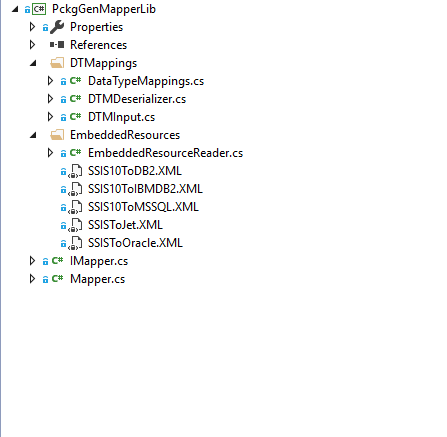 PckgGenMapperLib
Properties
References
DTMappings
DataTypeMappings.cs
DTMDeserializer.cs
DTMInput.cs
EmbeddedResources
EmbeddedResourceReader.cs
SSIS10ToDB2.XML
SSIS10ToIBMDB2.XML
SSIS10ToMSSQL.XML
SSISToJet.XML
SSISToOracle.XML
IMapper.cs
Mapper.cs